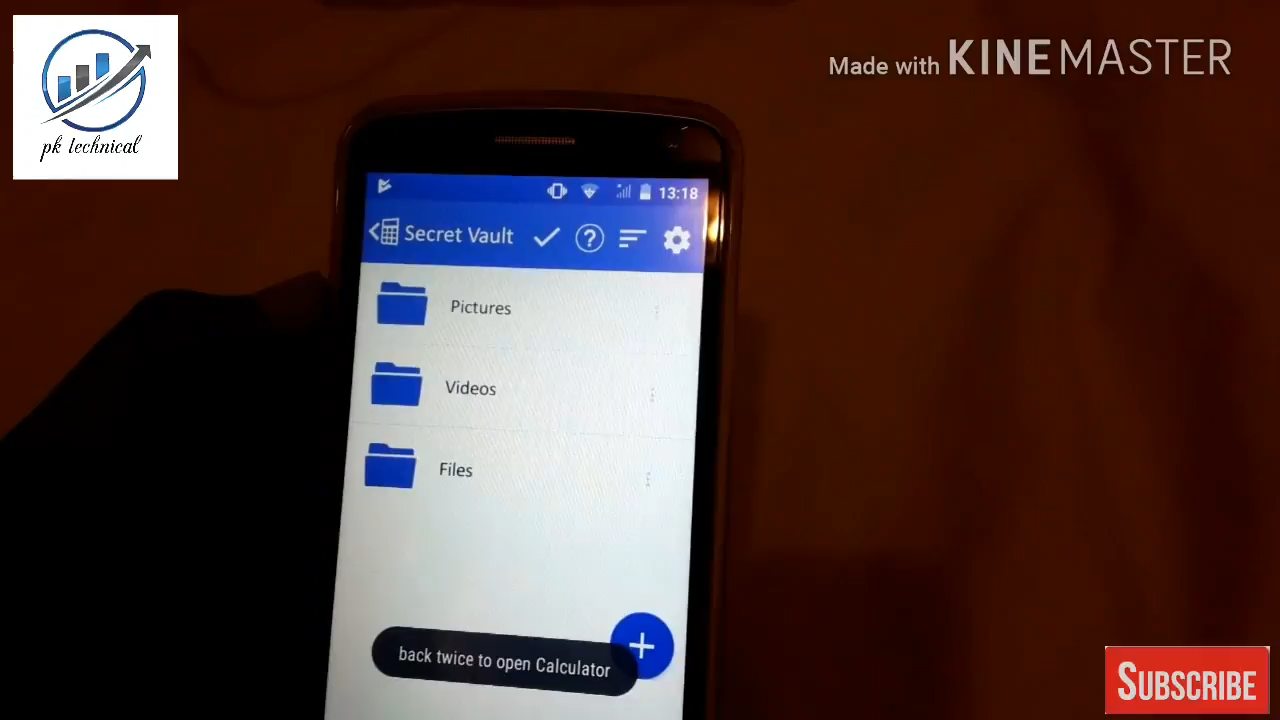 pk technical
Made with KINEMASTER
13:18
Secret Vault
?
Pictures
Videos
Files
+
back twice to open Calculator
SUBSCRIBE